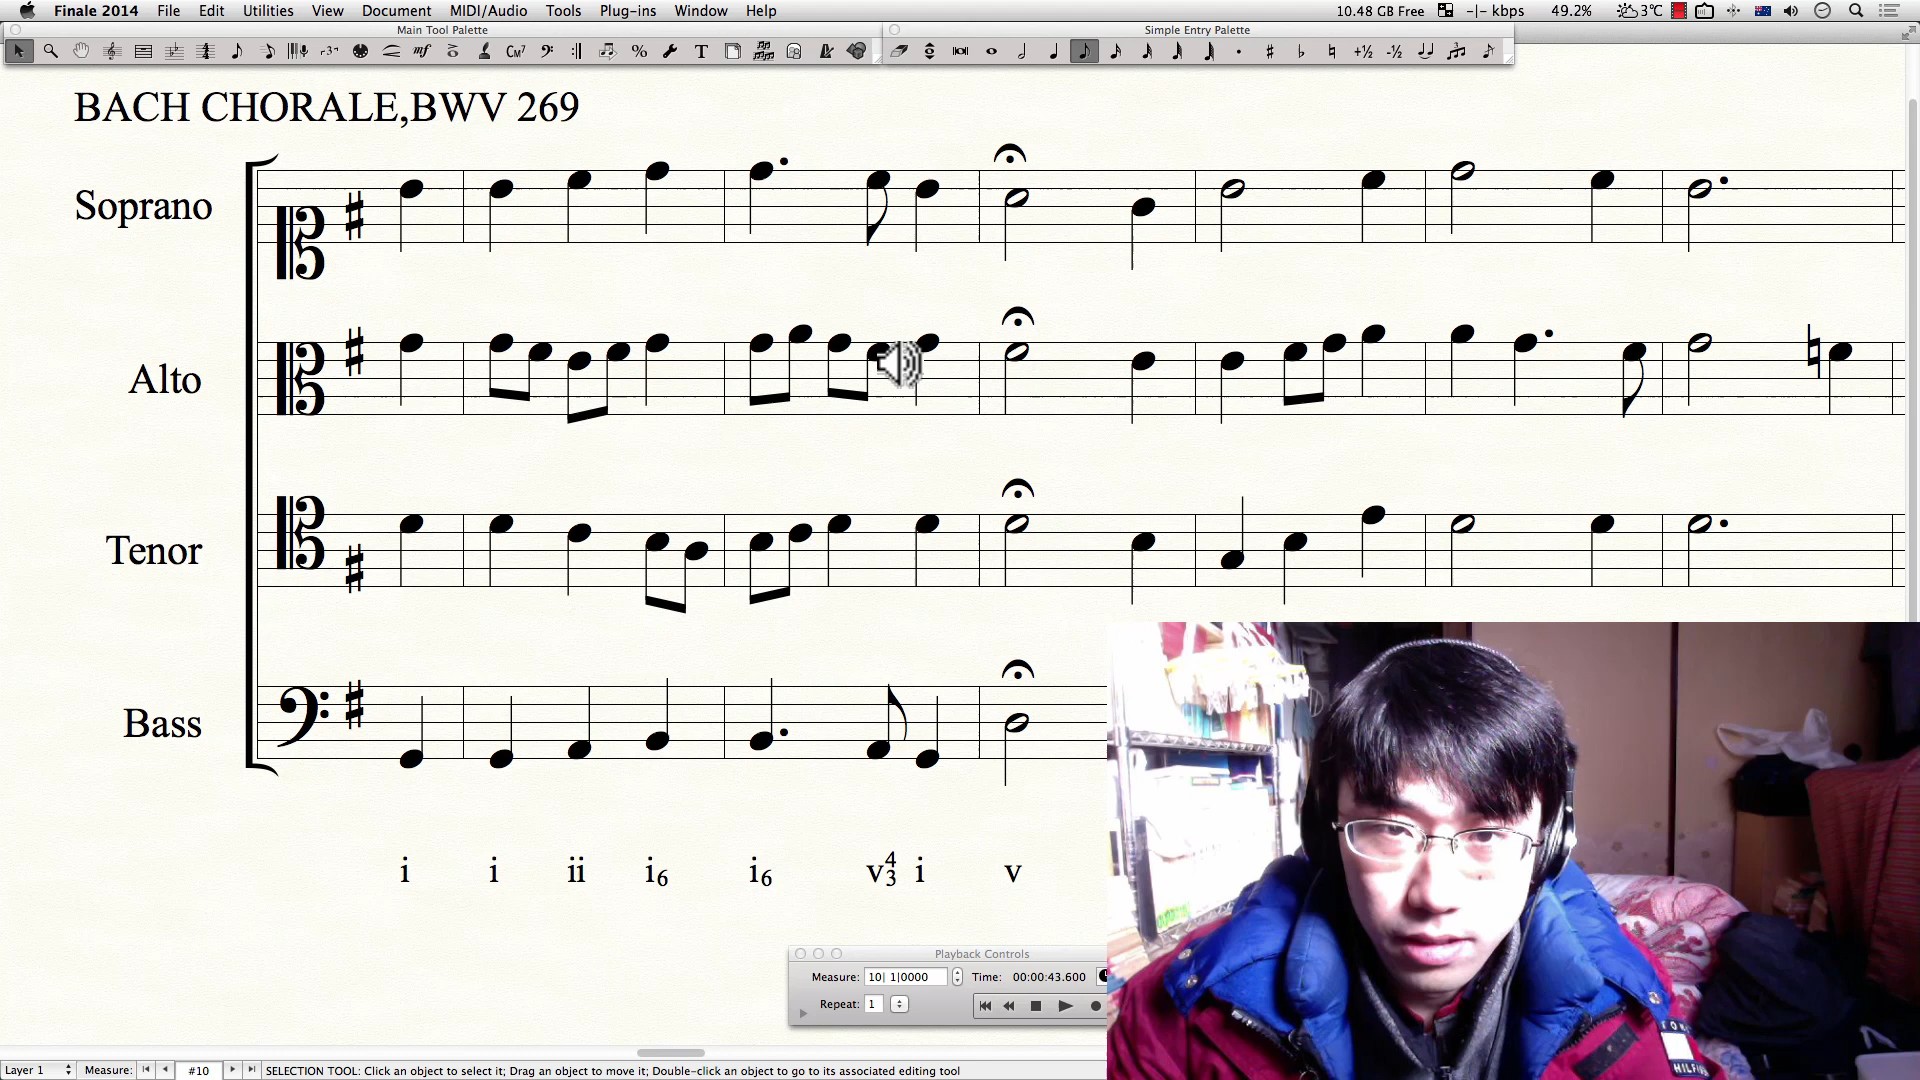 Finale 2014 File Edit Utilities View Document MIDI/Audio Tools Plug-ins Window Help 10.48 GB Free -|- kbps 49.2% 3°C
Main Tool Palette Simple Entry Palette
BACH CHORALE,BWV 269
Soprano
Alto
Tenor
Bass
i i ii i6 i6 v43 i v
Playback Controls
Measure: 10| 1|0000 Time: 00:00:43.600
Repeat: 1
HILFIG
Layer 1 Measure: #10 SELECTION TOOL: Click an object to select it; Drag an object to move it; Double-click an object to go to its associated editing tool